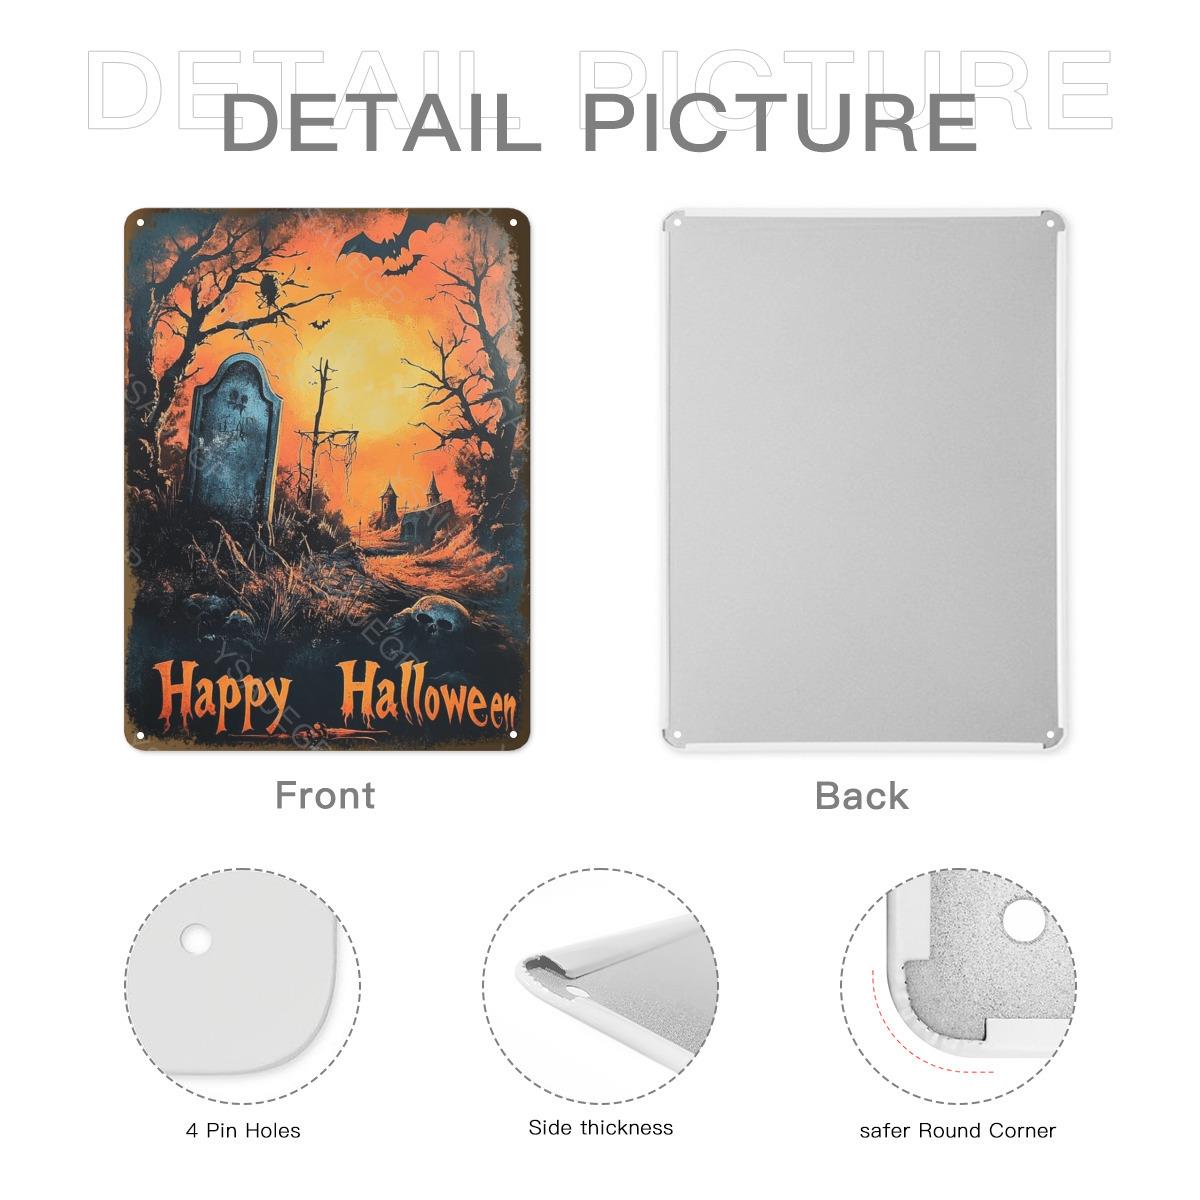 DETAIL PICTURE
DETAIL PICTURE
Happy Halloween
Front
Back
4 Pin Holes
Side thickness
safer Round Corner